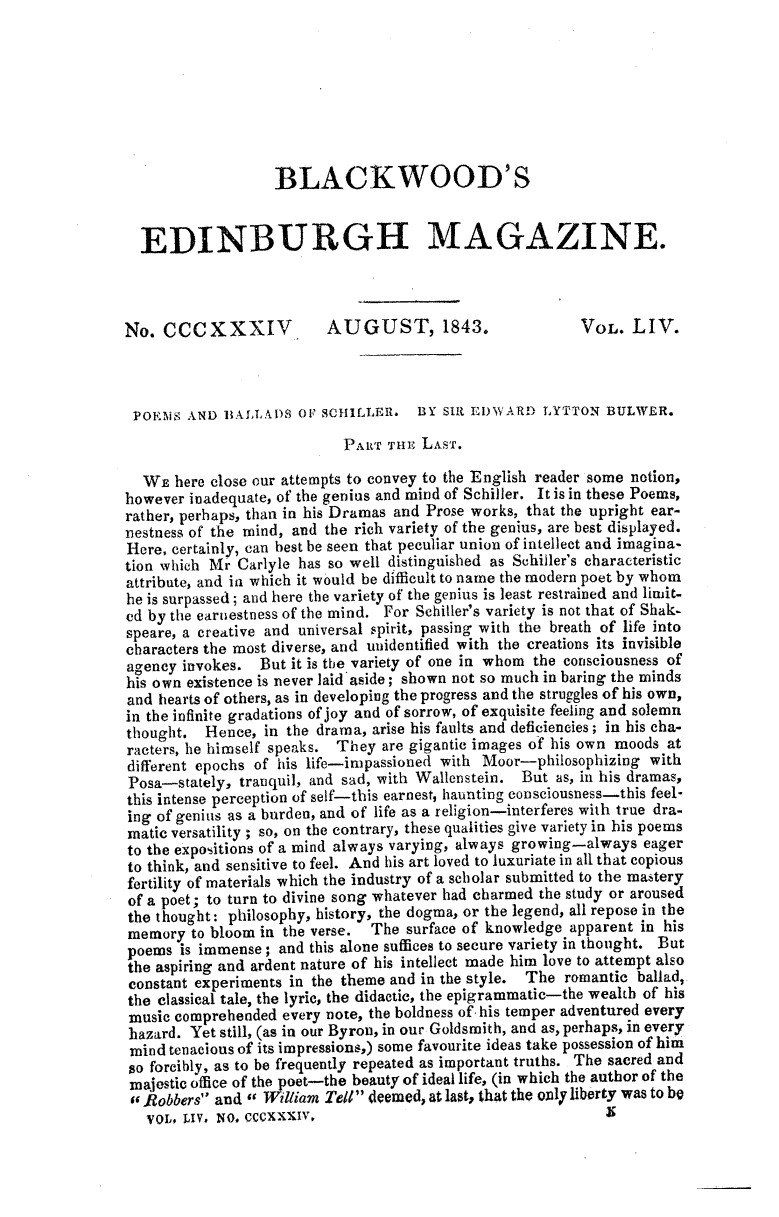 BLACKWOOD'S
EDINBURGH MAGAZINE.
No. CCCXXXIV AUGUST, 1843. VOL. LIV.
POEMS AND BALLADS OF SCHILLER. BY SIR EDWARD LYTTON BULWER.
PART THE LAST.
WE here close our attempts to convey to the English reader some notion,
however inadequate, of the genius and mind of Schiller. It is in these Poems,
rather, perhaps, than in his Dramas and Prose works, that the upright ear-
nestness of the mind, and the rich variety of the genius, are best displayed.
Here, certainly, can best be seen that peculiar union of intellect and imagina-
tion which Mr Carlyle has so well distinguished as Schiller's characteristic
attribute, and in which it would be difficult to name the modern poet by whom
he is surpassed; and here the variety of the genius is least restrained and limit-
ed by the earnestness of the mind. For Schiller's variety is not that of Shak-
speare, a creative and universal spirit, passing with the breath of life into
characters the most diverse, and unidentified with the creations its invisible
agency invokes. But it is the variety of one in whom the consciousness of
his own existence is never laid aside; shown not so much in baring the minds
and hearts of others, as in developing the progress and the struggles of his own,
in the infinite gradations of joy and of sorrow, of exquisite feeling and solemn
thought. Hence, in the drama, arise his faults and deficiencies; in his cha-
racters, he himself speaks. They are gigantic images of his own moods at
different epochs of his life—impassioned with Moor—philosophizing with
Posa—stately, tranquil, and sad, with Wallenstein. But as, in his dramas,
this intense perception of self—this earnest, haunting consciousness—this feel-
ing of genius as a burden, and of life as a religion—interferes with true dra-
matic versatility; so, on the contrary, these qualities give variety in his poems
to the expositions of a mind always varying, always growing—always eager
to think, and sensitive to feel. And his art loved to luxuriate in all that copious
fertility of materials which the industry of a scholar submitted to the mastery
of a poet; to turn to divine song whatever had charmed the study or aroused
the thought: philosophy, history, the dogma, or the legend, all repose in the
memory to bloom in the verse. The surface of knowledge apparent in his
poems is immense; and this alone suffices to secure variety in thought. But
the aspiring and ardent nature of his intellect made him love to attempt also
constant experiments in the theme and in the style. The romantic ballad,
the classical tale, the lyric, the didactic, the epigrammatic—the wealth of his
music comprehended every note, the boldness of his temper adventured every
hazard. Yet still, (as in our Byron, in our Goldsmith, and as, perhaps, in every
mind tenacious of its impressions,) some favourite ideas take possession of him
so forcibly, as to be frequently repeated as important truths. The sacred and
majestic office of the poet—the beauty of ideal life, (in which the author of the
"Robbers" and "William Tell" deemed, at last, that the only liberty was to be
VOL. LIV. NO. CCCXXXIV. K